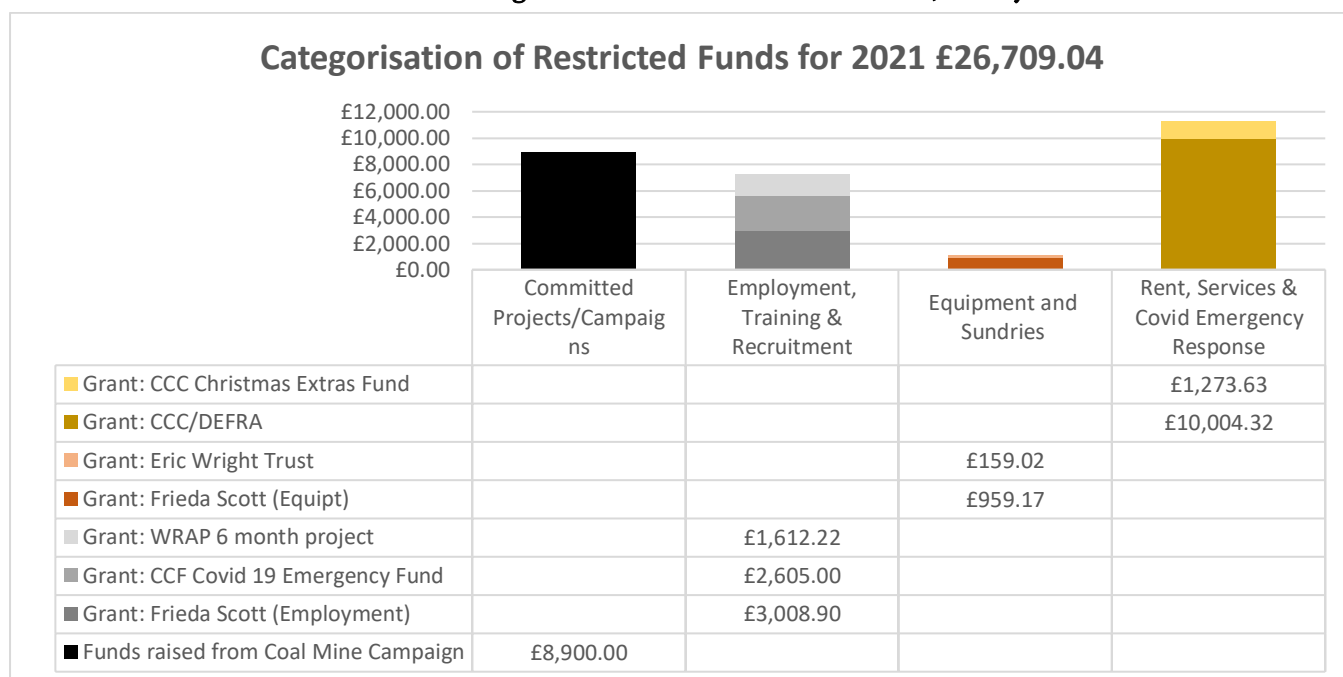 Categorisation of Restricted Funds for 2021 £26,709.04
£12,000.00
£10,000.00
£8,000.00
£6,000.00
£4,000.00
£2,000.00
£0.00
Committed
Projects/Campaig
ns
Employment,
Training &
Recruitment
Equipment and
Sundries
Rent, Services &
Covid Emergency
Response
Grant: CCC Christmas Extras Fund £1,273.63
Grant: CCC/DEFRA £10,004.32
Grant: Eric Wright Trust £159.02
Grant: Frieda Scott (Equipt) £959.17
Grant: WRAP 6 month project £1,612.22
Grant: CCF Covid 19 Emergency Fund £2,605.00
Grant: Frieda Scott (Employment) £3,008.90
Funds raised from Coal Mine Campaign £8,900.00